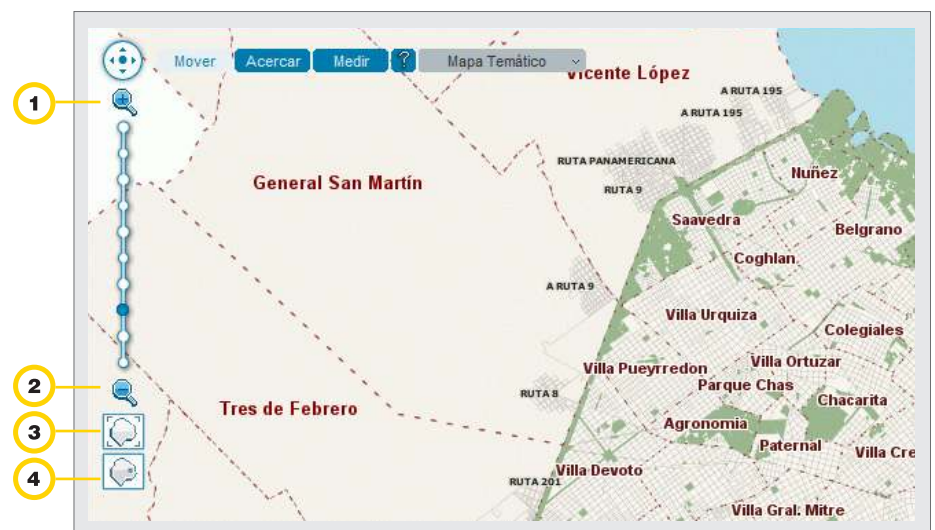 Mover Acercar Medir ? Mapa Temático
Vicente López
1
A RUTA 195
A RUTA 195
RUTA PANAMERICANA
Nuñez
General San Martín
RUTA 9
Saavedra
Belgrano
Coghlan
A RUTA 9
Villa Urquiza
Colegiales
Villa Ortuzar
Villa Pueyrredon
2
Parque Chas
RUTA 8
Chacarita
Tres de Febrero
Agronomia
3
Paternal
Villa Cre
Villa Devoto
4
RUTA 201
Villa Gral. Mitre